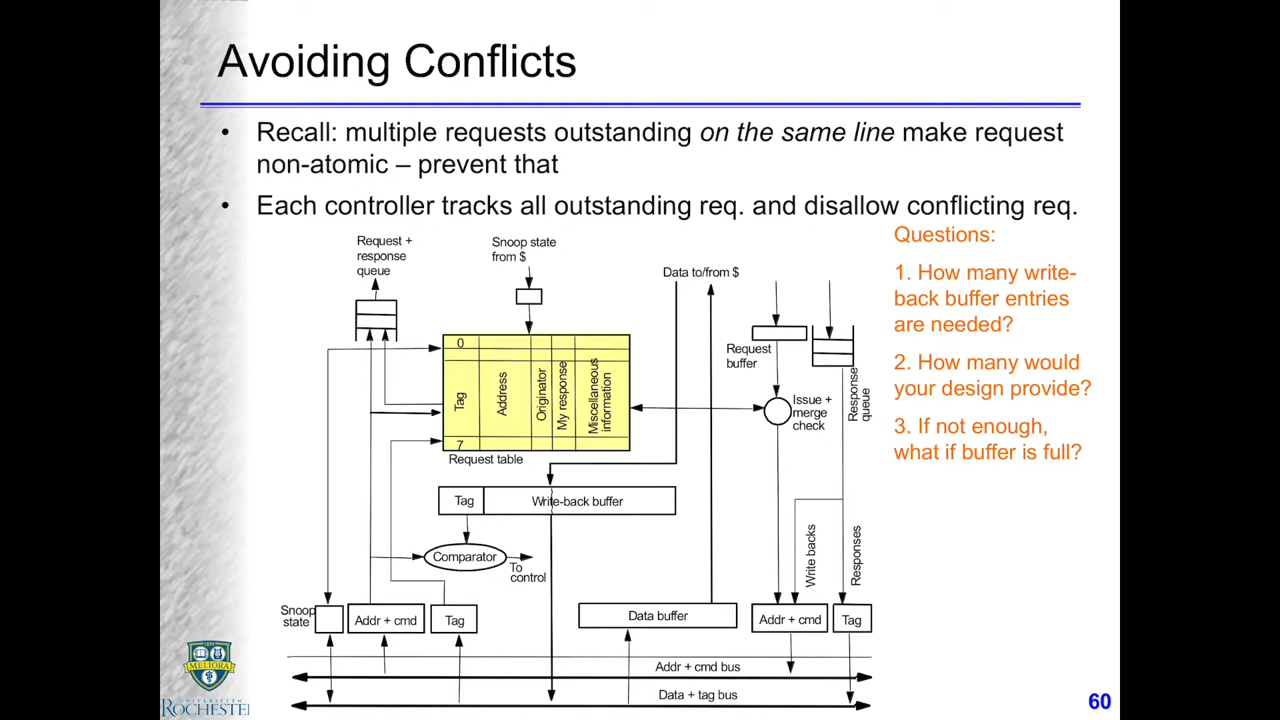 Avoiding Conflicts
• Recall: multiple requests outstanding on the same line make request
non-atomic – prevent that
• Each controller tracks all outstanding req. and disallow conflicting req.
Questions:
1. How many write-
back buffer entries
are needed?
2. How many would
your design provide?
3. If not enough,
what if buffer is full?
Request +
response
queue
Snoop state
from $
Data to/from $
0
Tag
Address
Originator
My response
Miscellaneous
information
7
Request table
Request
buffer
Response
queue
Issue +
merge
check
Tag
Write-back buffer
Comparator
To
control
Write backs
Responses
Snoop
state
Addr + cmd
Tag
Data buffer
Addr + cmd
Tag
Addr + cmd bus
Data + tag bus
MELIORA
UNIVERSITY of
ROCHESTE
60